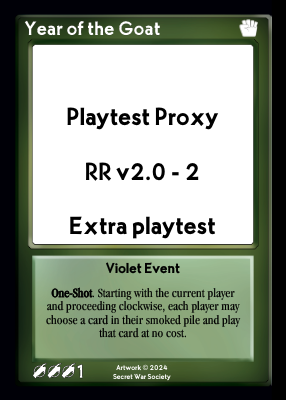 Year of the Goat
Playtest Proxy
RR v2.0 - 2
Extra playtest
Violet Event
One-Shot. Starting with the current player
and proceeding clockwise, each player may
choose a card in their smoked pile and play
that card at no cost.
1
Artwork © 2024
Secret War Society